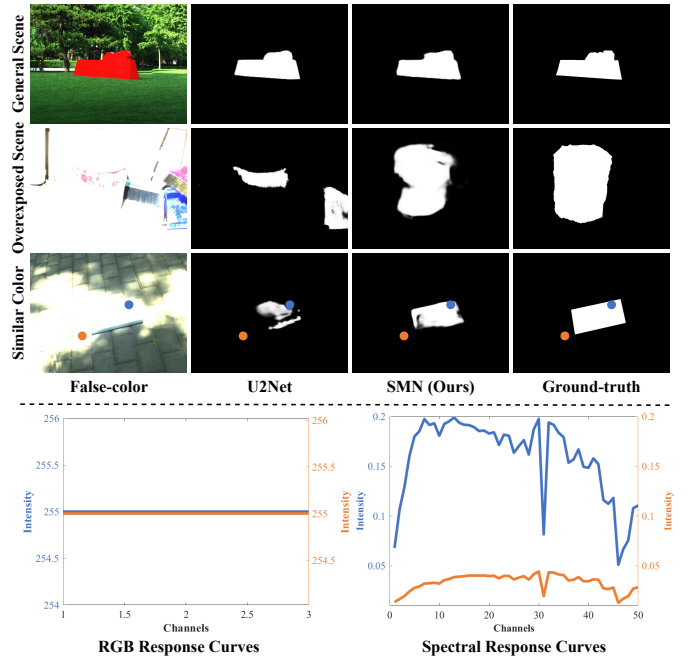 General Scene
Overexposed Scene
Similar Color
False-color
U2Net
SMN (Ours)
Ground-truth
256
255.5
255
254.5
254
Intensity
256
255.5
255
254.5
Intensity
1
1.5
2
2.5
3
Channels
RGB Response Curves
0.2
0.15
0.1
0.05
Intensity
0.2
0.15
0.1
0.05
Intensity
0
10
20
30
40
50
Channels
Spectral Response Curves